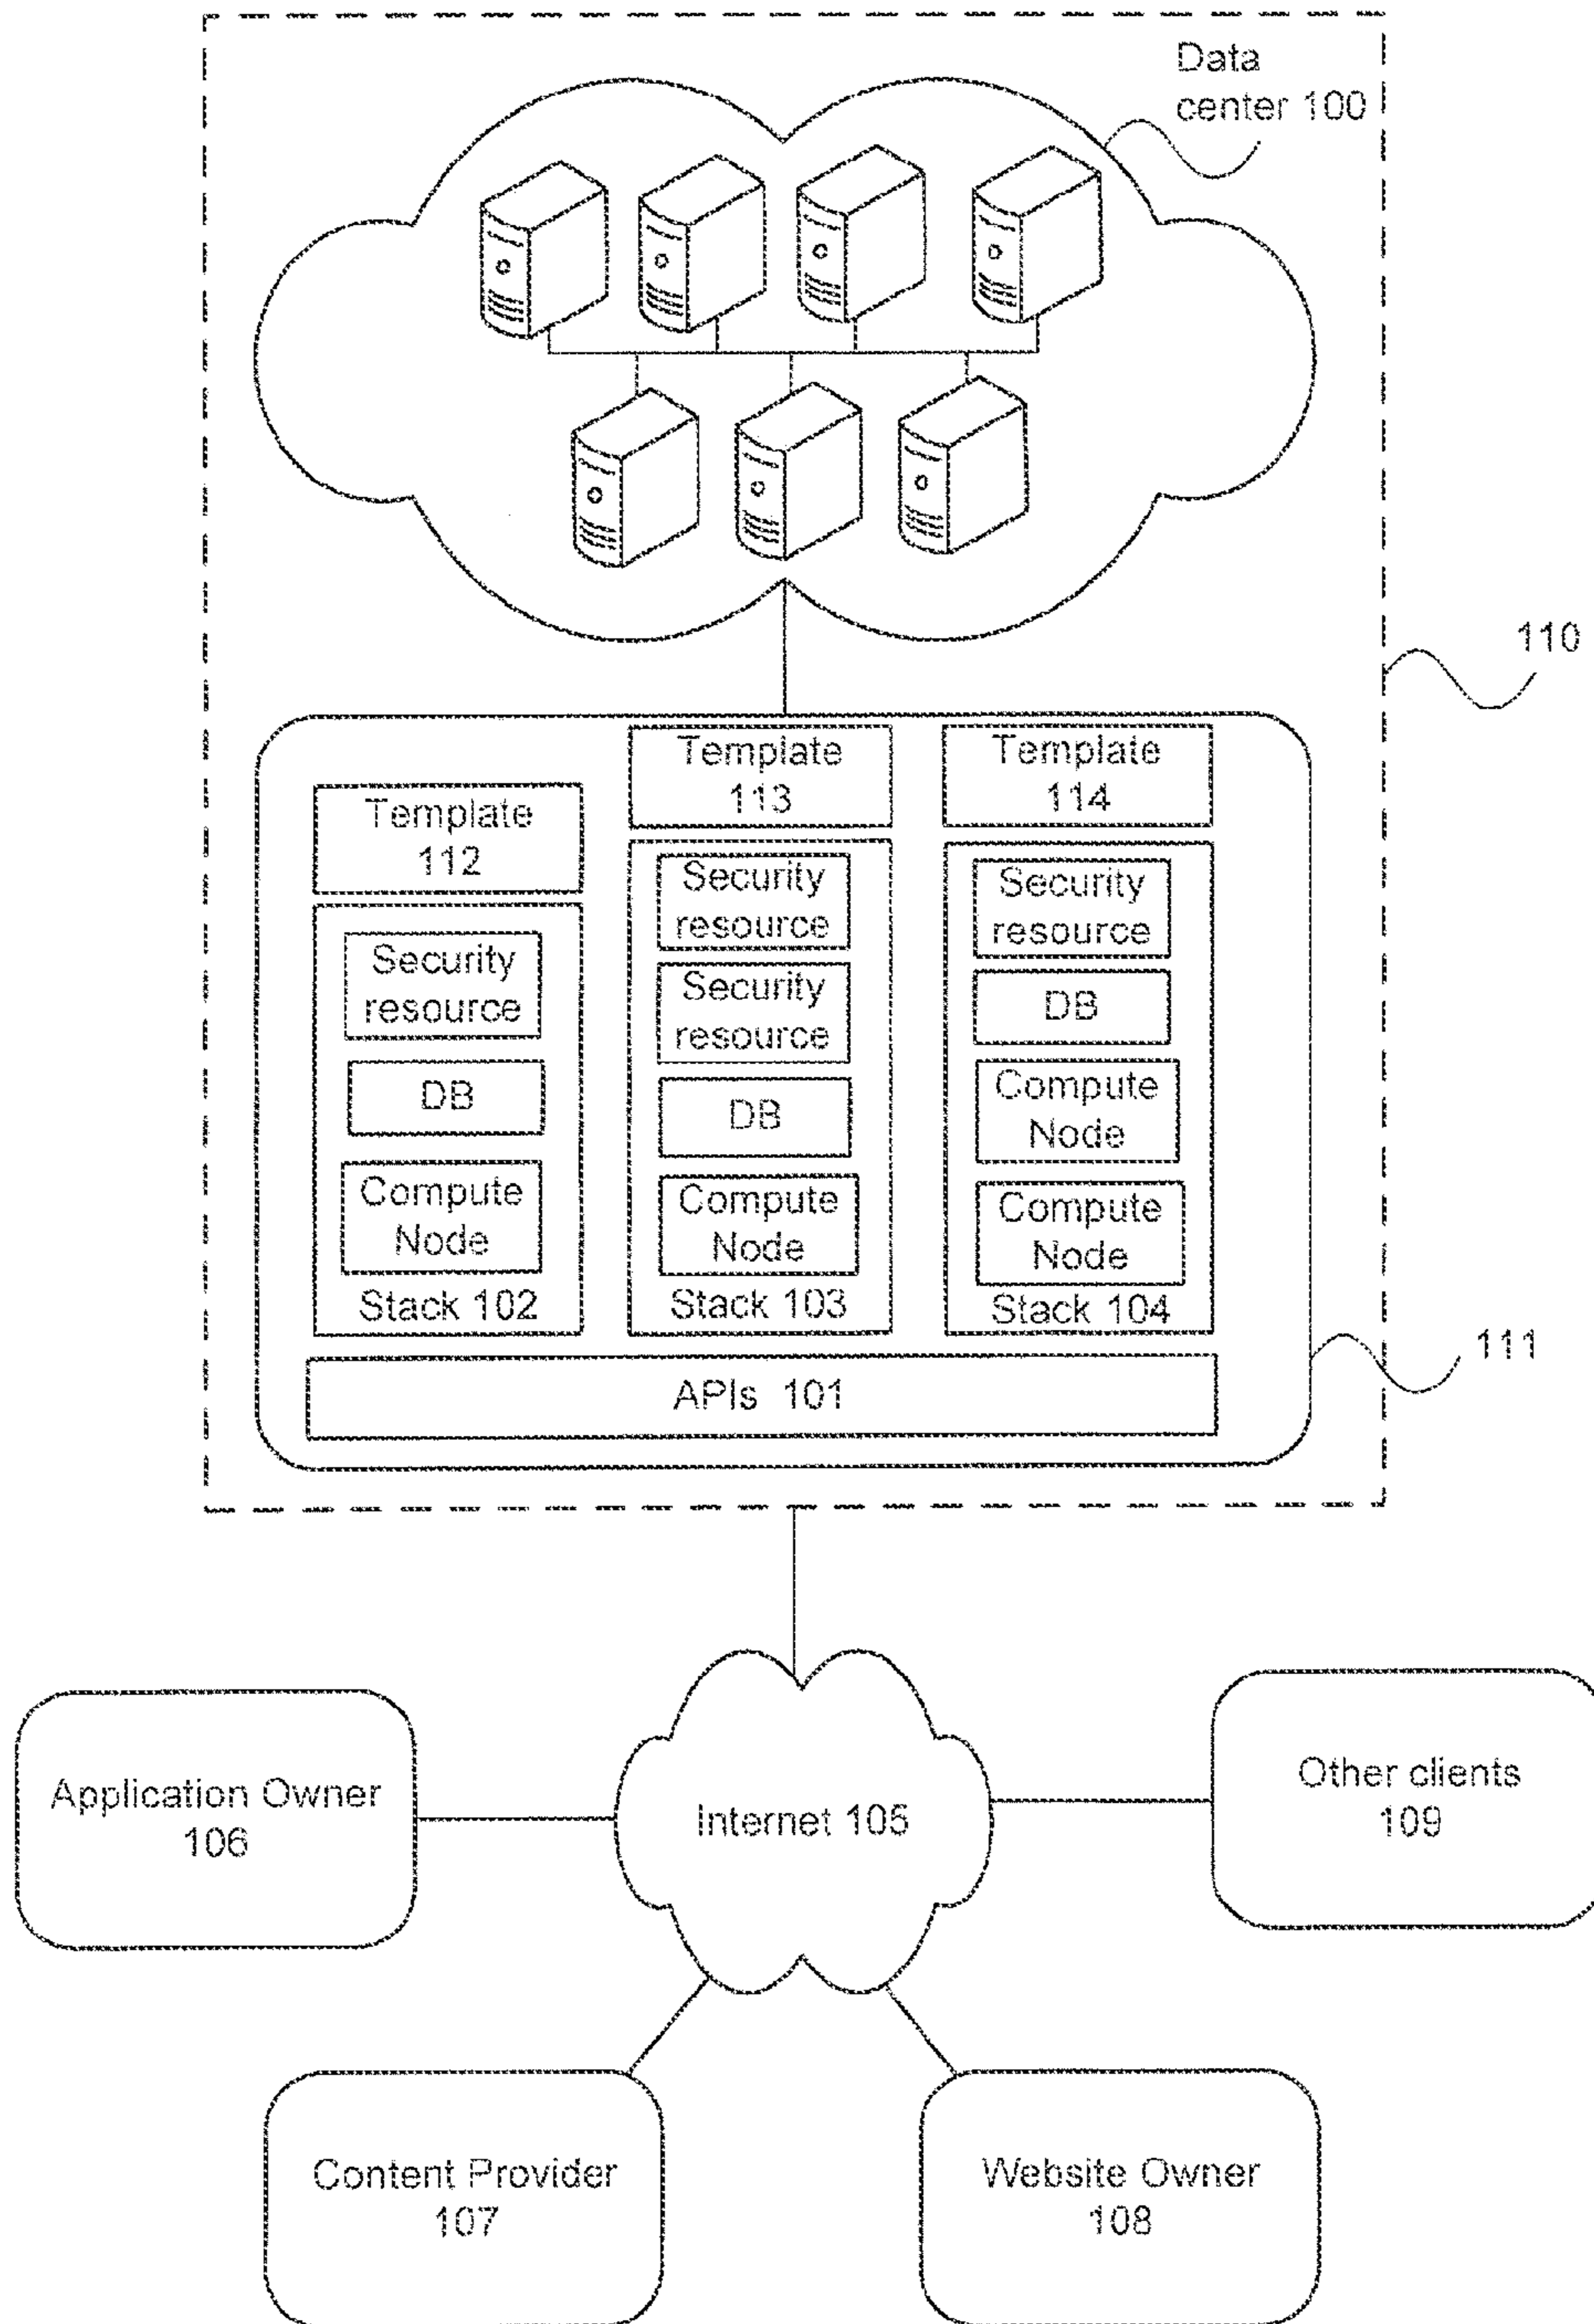 Data
center 100
110
Template
112
Security
resource
DB
Compute
Node
Stack 102
Template
113
Security
resource
Security
resource
DB
Compute
Node
Stack 103
Template
114
Security
resource
DB
Compute
Node
Compute
Node
Stack 104
111
APIs 101
Application Owner
106
Internet 105
Other clients
109
Content Provider
107
Website Owner
108